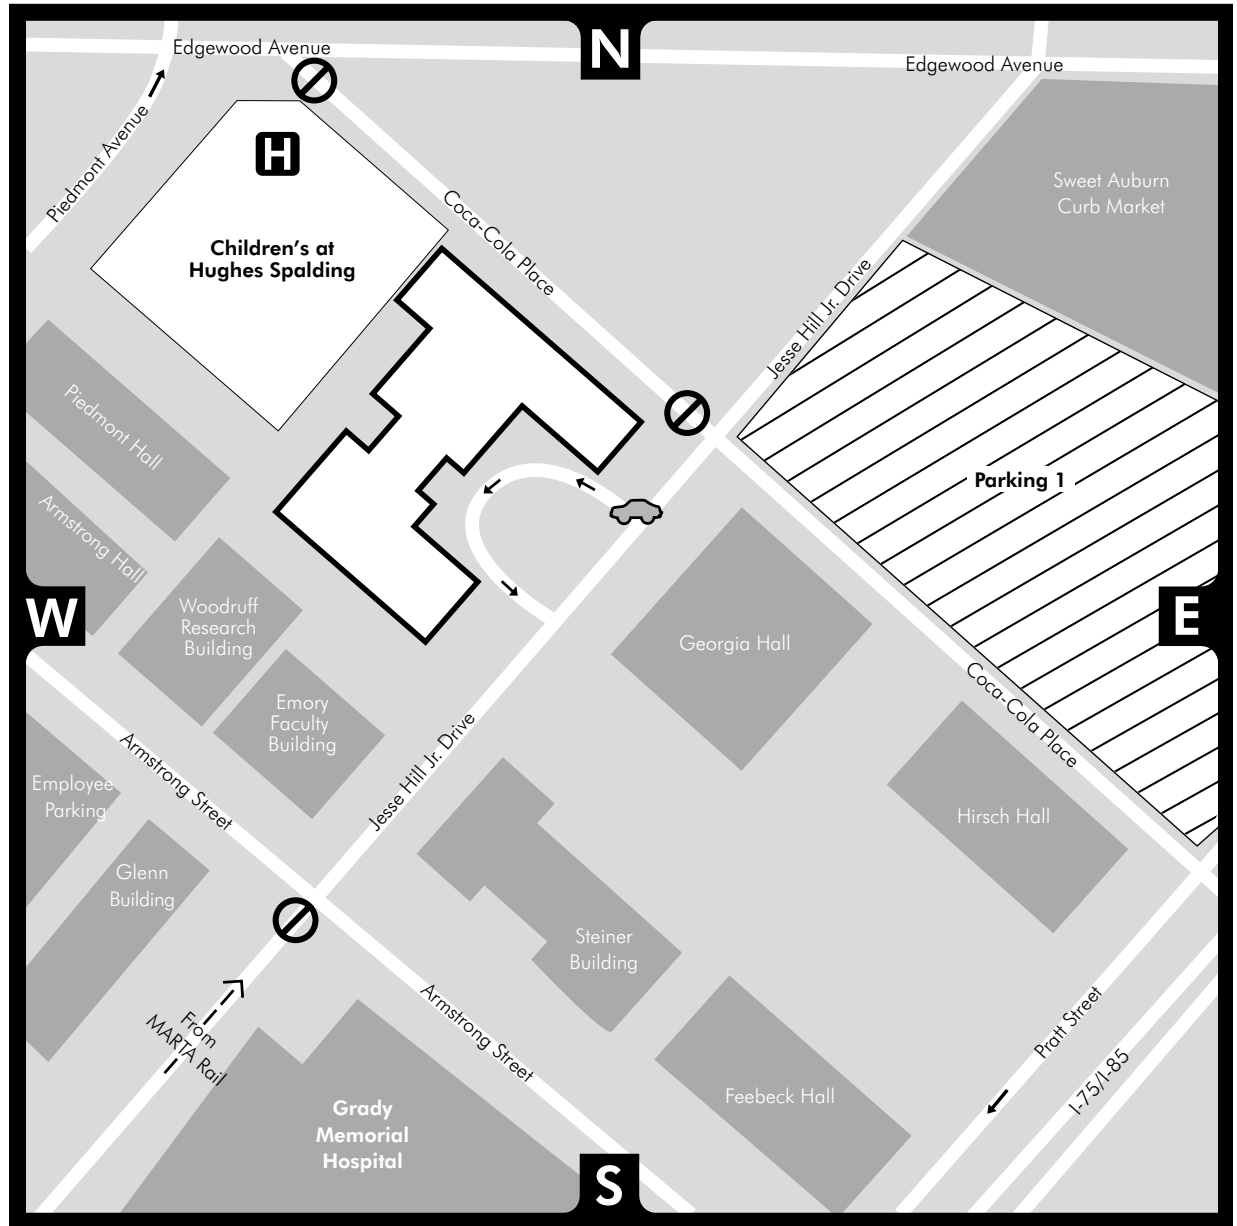 N
Edgewood Avenue
Edgewood Avenue
Piedmont Avenue
H
Children's at
Hughes Spalding
Coca-Cola Place
Sweet Auburn
Curb Market
Jesse Hill Jr. Drive
Piedmont Hall
Parking 1
Armstrong Hall
W
Woodruff
Research
Building
E
Georgia Hall
Emory
Faculty
Building
Coca-Cola Place
Armstrong Street
Jesse Hill Jr. Drive
Employee
Parking
Hirsch Hall
Glenn
Building
Steiner
Building
From
MARTA Rail
Armstrong Street
Pratt Street
I-75/I-85
Feebeck Hall
Grady
Memorial
Hospital
S